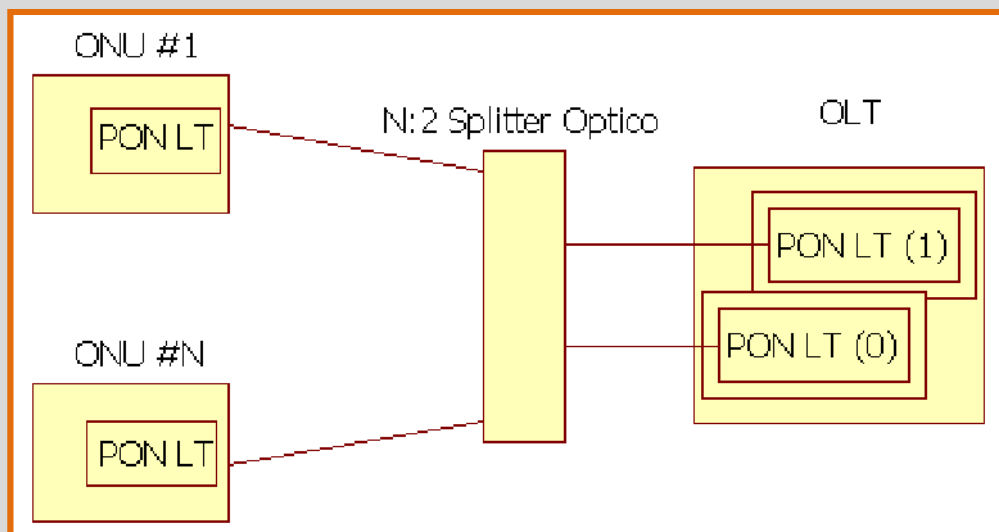 ONU #1
PON LT
N:2 Splitter Optico
OLT
PON LT (1)
PON LT (0)
ONU #N
PON LT